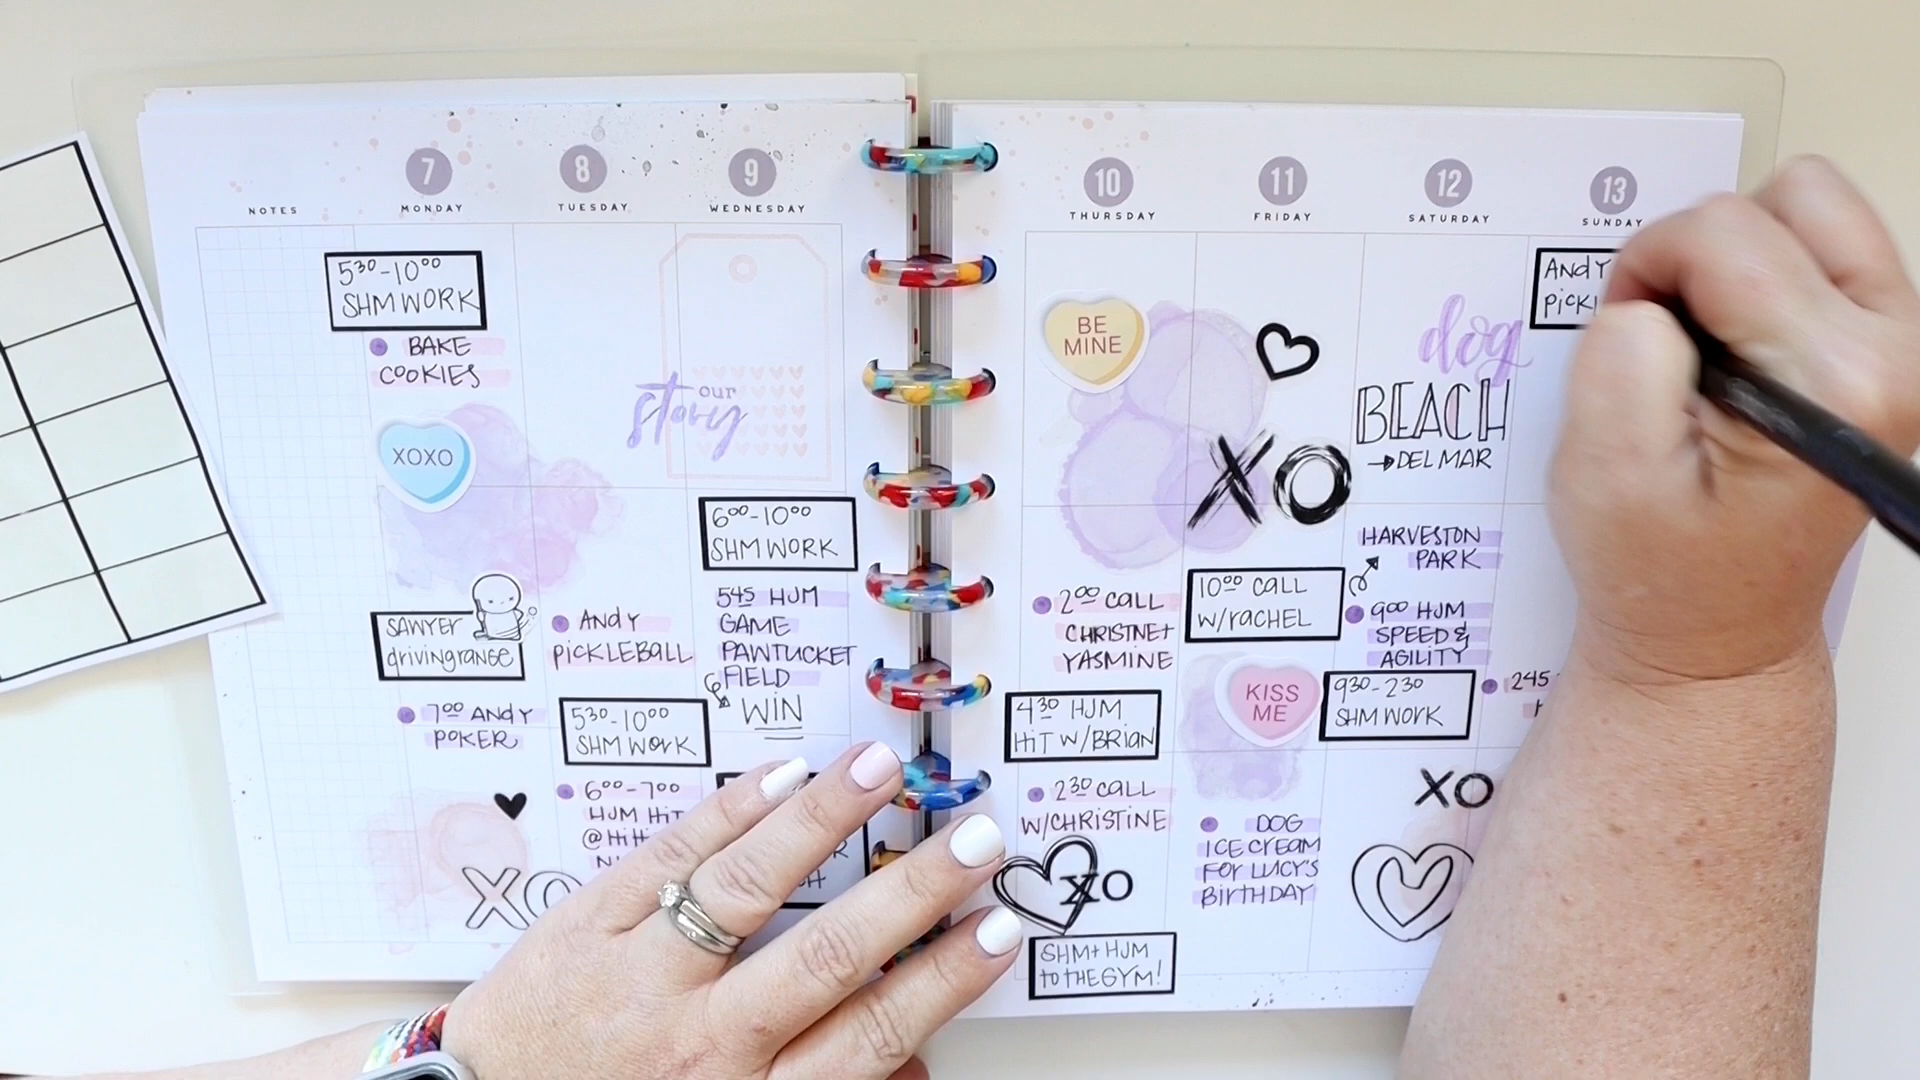 NOTES
7
MONDAY
5³⁰-10⁰⁰
SHM WORK
BAKE
COOKIES
XOXO
SAWYER
drivingrange
7⁰⁰ ANdY
POKER
XO
8
TUESDAY
ANdY
PICKLEBALL
5³⁰-10⁰⁰
SHM WORK
6⁰⁰-7⁰⁰
HJM HiT
9
WEDNESDAY
our
story
6⁰⁰-10⁰⁰
SHM WORK
5⁴⁵ HJM
GAME
PAWTUCKET
FIELD
WIN
10
THURSDAY
BE
MINE
2⁰⁰ CALL
CHRISTNE+
YASMINE
4³⁰ HJM
HiT W/BRIAN
2³⁰ CALL
W/CHRISTINE
XO
SHM+HJM
to THE GYM!
11
FRIDAY
XO
10⁰⁰ CALL
W/rACHEL
KISS
ME
DOG
ICE CREAM
FOR LUCY'S
BIRTHDAY
12
SATURDAY
dog
BEACH
→DEL MAR
HARVESTON
PARK
9⁰⁰ HJM
SPEED &
AGILITY
9³⁰-2³⁰
SHM WORK
XO
13
SUNDAY
ANdY
2⁴⁵